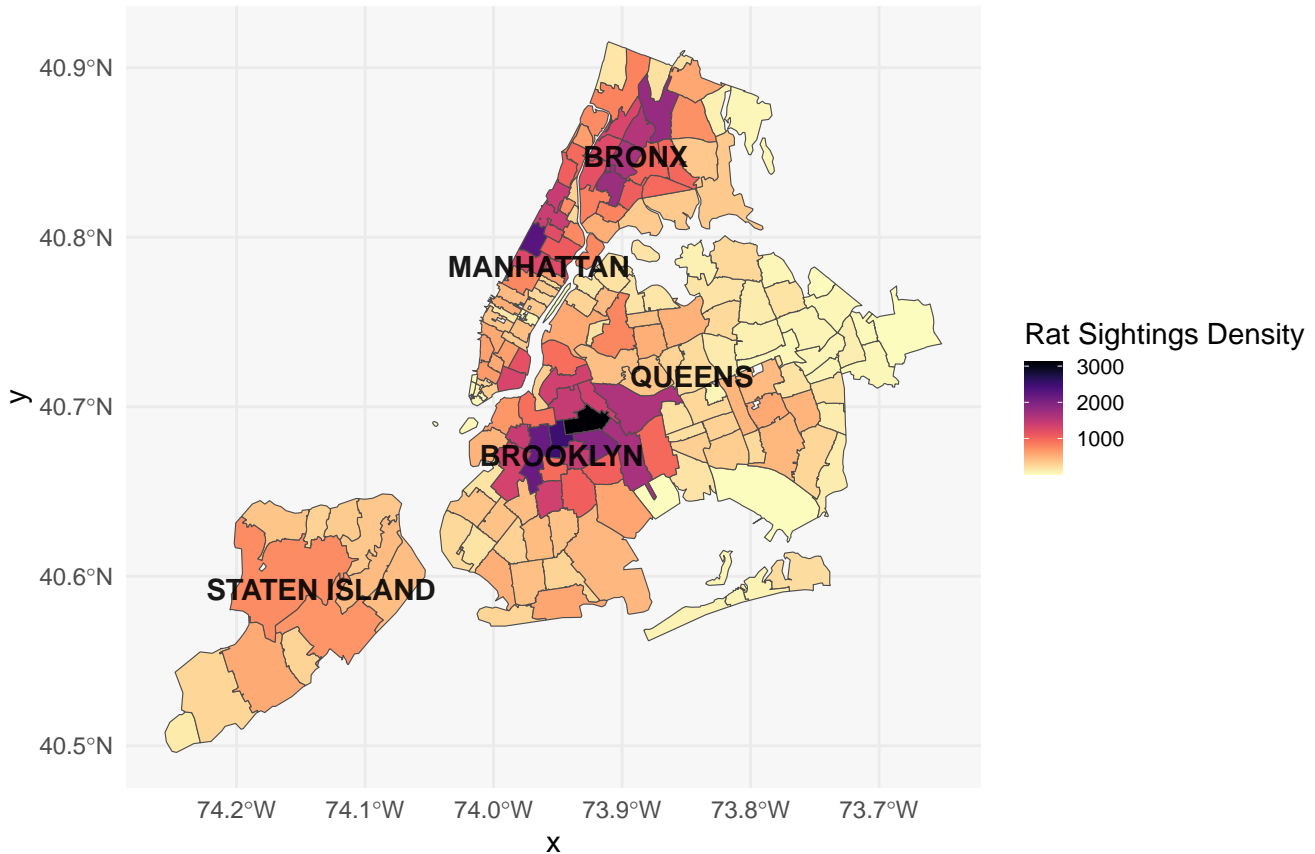 40.9°N
40.8°N
40.7°N
40.6°N
40.5°N
y
BRONX
MANHATTAN
QUEENS
BROOKLYN
STATEN ISLAND
74.2°W 74.1°W 74.0°W 73.9°W 73.8°W 73.7°W
x
Rat Sightings Density
3000
2000
1000